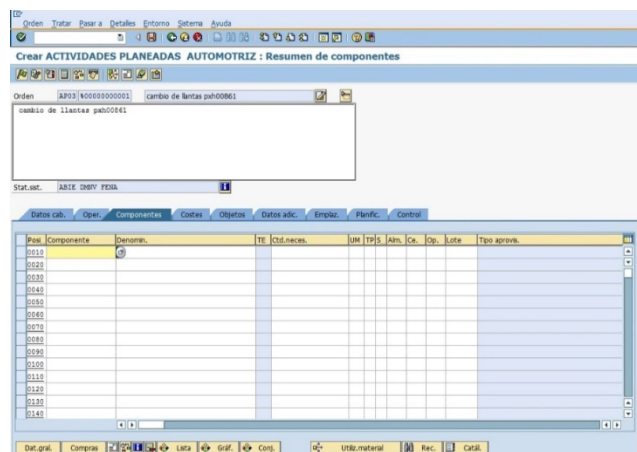 Orden Tratar Pasar a Detalles Entorno Sistema Ayuda
Crear ACTIVIDADES PLANEADAS AUTOMOTRIZ : Resumen de componentes
Orden AP03 %00000000001 cambio de llantas pxh00861
cambio de llantas pxh00861
Stat.sist. ABIE DMNV FENA
Datos cab. Oper. Componentes Costes Objetos Datos adic. Emplaz. Planific. Control
Posi. Componente Denomin. TE Ctd.neces. UM TP S Alm. Ce. Op. Lote Tipo aprovis.
0010
0020
0030
0040
0050
0060
0070
0080
0090
0100
0110
0120
0130
0140
Dat.gral. Compras Lista Gráf. Conj. Utiliz.material Rec. Catál.